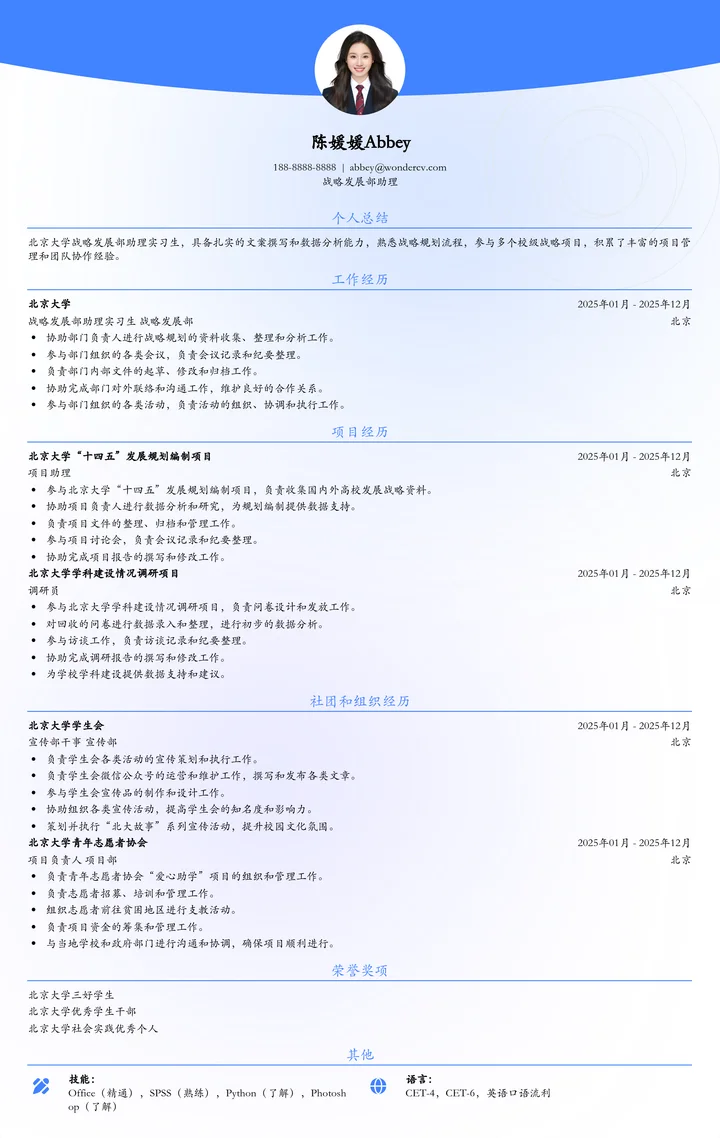 陈媛媛Abbey
188-8888-8888 | abbey@wondercv.com
战略发展部助理
个人总结
北京大学战略发展部助理实习生，具备扎实的文案撰写和数据分析能力，熟悉战略规划流程，参与多个校级战略项目，积累了丰富的项目管
理和团队协作经验。
工作经历
北京大学 2025年01月 - 2025年12月
战略发展部助理实习生 战略发展部 北京
• 协助部门负责人进行战略规划的资料收集、整理和分析工作。
• 参与部门组织的各类会议，负责会议记录和纪要整理。
• 负责部门内部文件的起草、修改和归档工作。
• 协助完成部门对外联络和沟通工作，维护良好的合作关系。
• 参与部门组织的各类活动，负责活动的组织、协调和执行工作。
项目经历
北京大学“十四五”发展规划编制项目 2025年01月 - 2025年12月
项目助理 北京
• 参与北京大学“十四五”发展规划编制项目，负责收集国内外高校发展战略资料。
• 协助项目负责人进行数据分析和研究，为规划编制提供数据支持。
• 负责项目文件的整理、归档和管理工作。
• 参与项目讨论会，负责会议记录和纪要整理。
• 协助完成项目报告的撰写和修改工作。
北京大学学科建设情况调研项目 2025年01月 - 2025年12月
调研员 北京
• 参与北京大学学科建设情况调研项目，负责问卷设计和发放工作。
• 对回收的问卷进行数据录入和整理，进行初步的数据分析。
• 参与访谈工作，负责访谈记录和纪要整理。
• 协助完成调研报告的撰写和修改工作。
• 为学校学科建设提供数据支持和建议。
社团和组织经历
北京大学学生会 2025年01月 - 2025年12月
宣传部干事 宣传部 北京
• 负责学生会各类活动的宣传策划和执行工作。
• 负责学生会微信公众号的运营和维护工作，撰写和发布各类文章。
• 参与学生会宣传品的制作和设计工作。
• 协助组织各类宣传活动，提高学生会的知名度和影响力。
• 策划并执行“北大故事”系列宣传活动，提升校园文化氛围。
北京大学青年志愿者协会 2025年01月 - 2025年12月
项目负责人 项目部 北京
• 负责青年志愿者协会“爱心助学”项目的组织和管理工作。
• 负责志愿者招募、培训和管理工作。
• 组织志愿者前往贫困地区进行支教活动。
• 负责项目资金的筹集和管理工作。
• 与当地学校和政府部门进行沟通和协调，确保项目顺利进行。
荣誉奖项
北京大学三好学生
北京大学优秀学生干部
北京大学社会实践优秀个人
其他
技能：
Office（精通），SPSS（熟练），Python（了解），Photosh
op（了解）
语言：
CET-4，CET-6，英语口语流利